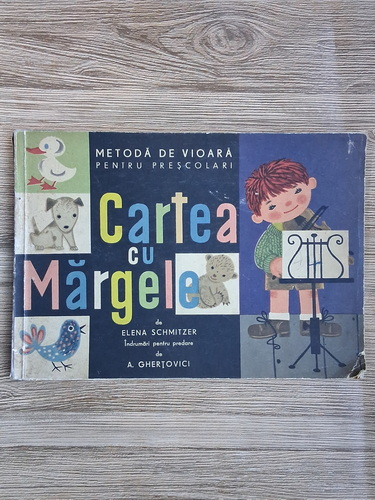 METODĂ DE VIOARĂ
PENTRU PREȘCOLARI
Cartea
cu
Mărgele
de
ELENA SCHMITZER
Îndrumări pentru predare
de
A. GHERȚOVICI